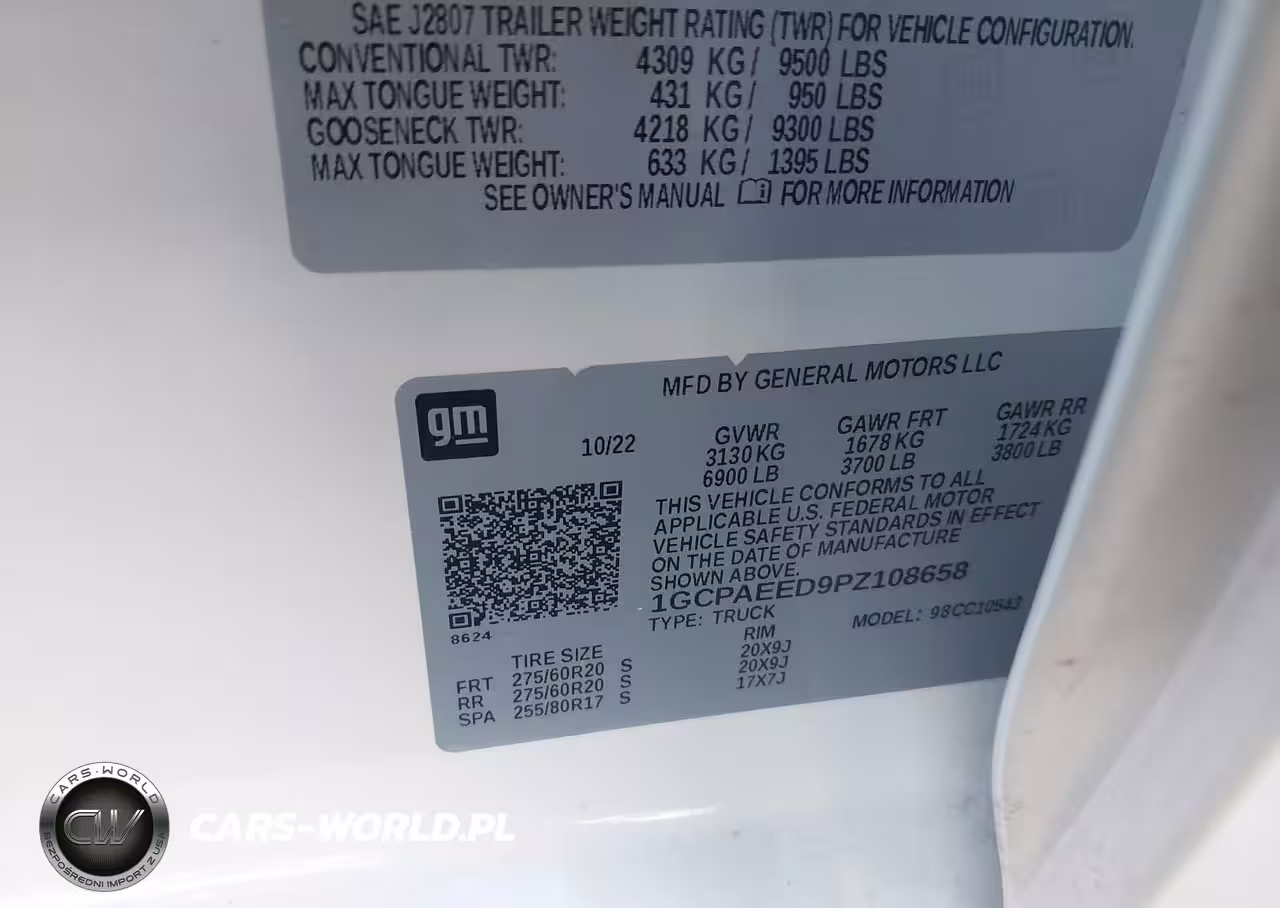 SAE J2807 TRAILER WEIGHT RATING (TWR) FOR VEHICLE CONFIGURATION.
CONVENTIONAL TWR: 4309 KG/ 9500 LBS
MAX TONGUE WEIGHT: 431 KG/ 950 LBS
GOOSENECK TWR: 4218 KG/ 9300 LBS
MAX TONGUE WEIGHT: 633 KG/ 1395 LBS
SEE OWNER'S MANUAL FOR MORE INFORMATION
gm
MFD BY GENERAL MOTORS LLC
10/22
GVWR GAWR FRT GAWR RR
3130 KG 1678 KG 1724 KG
6900 LB 3700 LB 3800 LB
THIS VEHICLE CONFORMS TO ALL
APPLICABLE U.S. FEDERAL MOTOR
VEHICLE SAFETY STANDARDS IN EFFECT
ON THE DATE OF MANUFACTURE
SHOWN ABOVE.
1GCPAEED9PZ108658
TYPE: TRUCK MODEL: 98CC10543
8624
TIRE SIZE RIM
FRT 275/60R20 S 20X9J
RR 275/60R20 S 20X9J
SPA 255/80R17 S 17X7J
CARS-WORLD
CW
BEZPOŚREDNI IMPORT Z USA
CARS-WORLD.PL